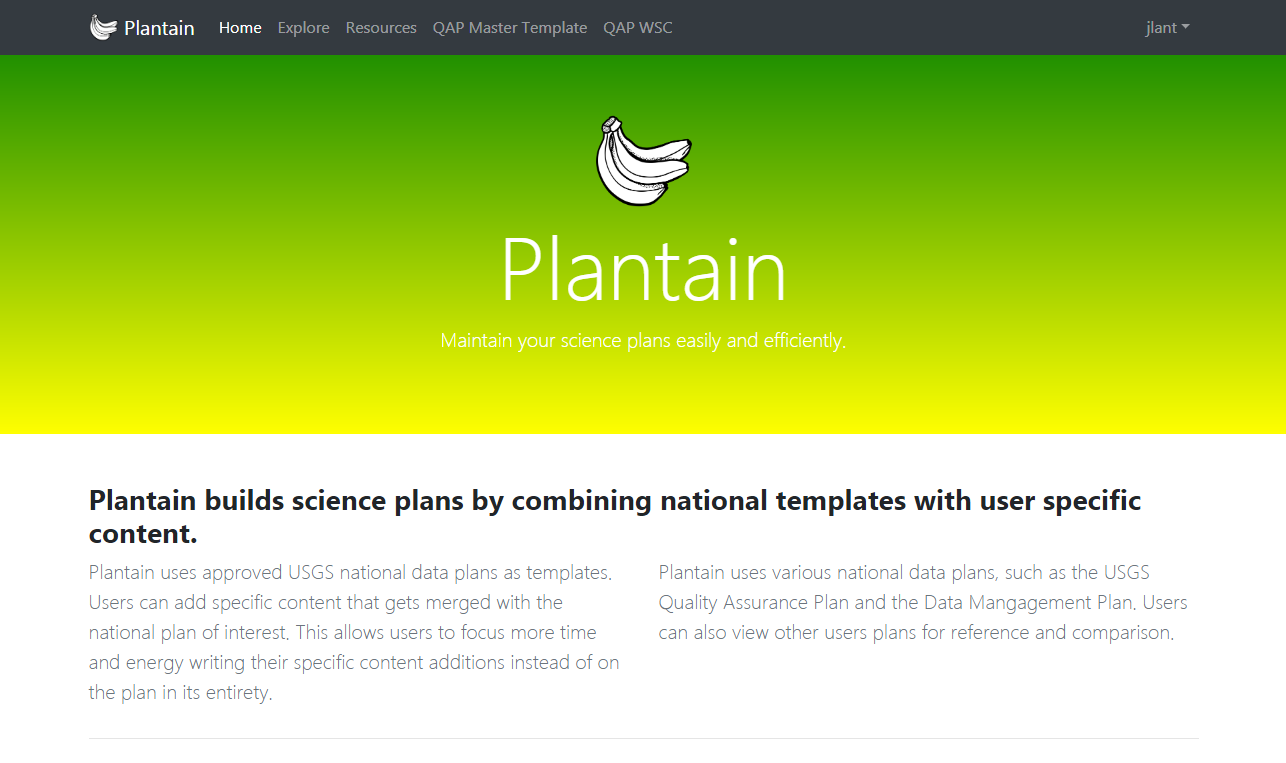 Plantain Home Explore Resources QAP Master Template QAP WSC jlant
Plantain
Maintain your science plans easily and efficiently.
Plantain builds science plans by combining national templates with user specific
content.
Plantain uses approved USGS national data plans as templates.
Users can add specific content that gets merged with the
national plan of interest. This allows users to focus more time
and energy writing their specific content additions instead of on
the plan in its entirety.
Plantain uses various national data plans, such as the USGS
Quality Assurance Plan and the Data Mangagement Plan. Users
can also view other users plans for reference and comparison.